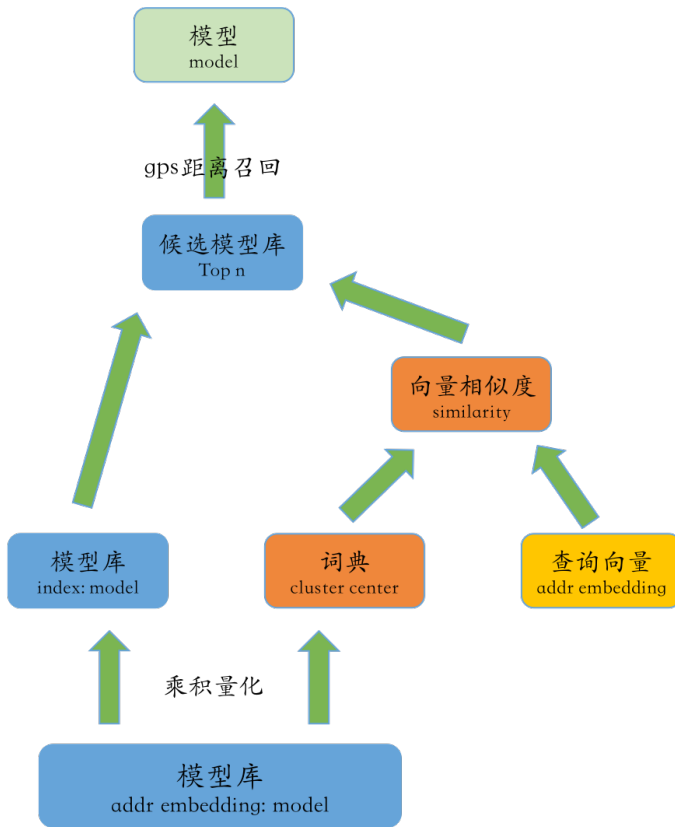 模型
model
gps距离召回
候选模型库
Top n
向量相似度
similarity
模型库
index: model
词典
cluster center
查询向量
addr embedding
乘积量化
模型库
addr embedding: model